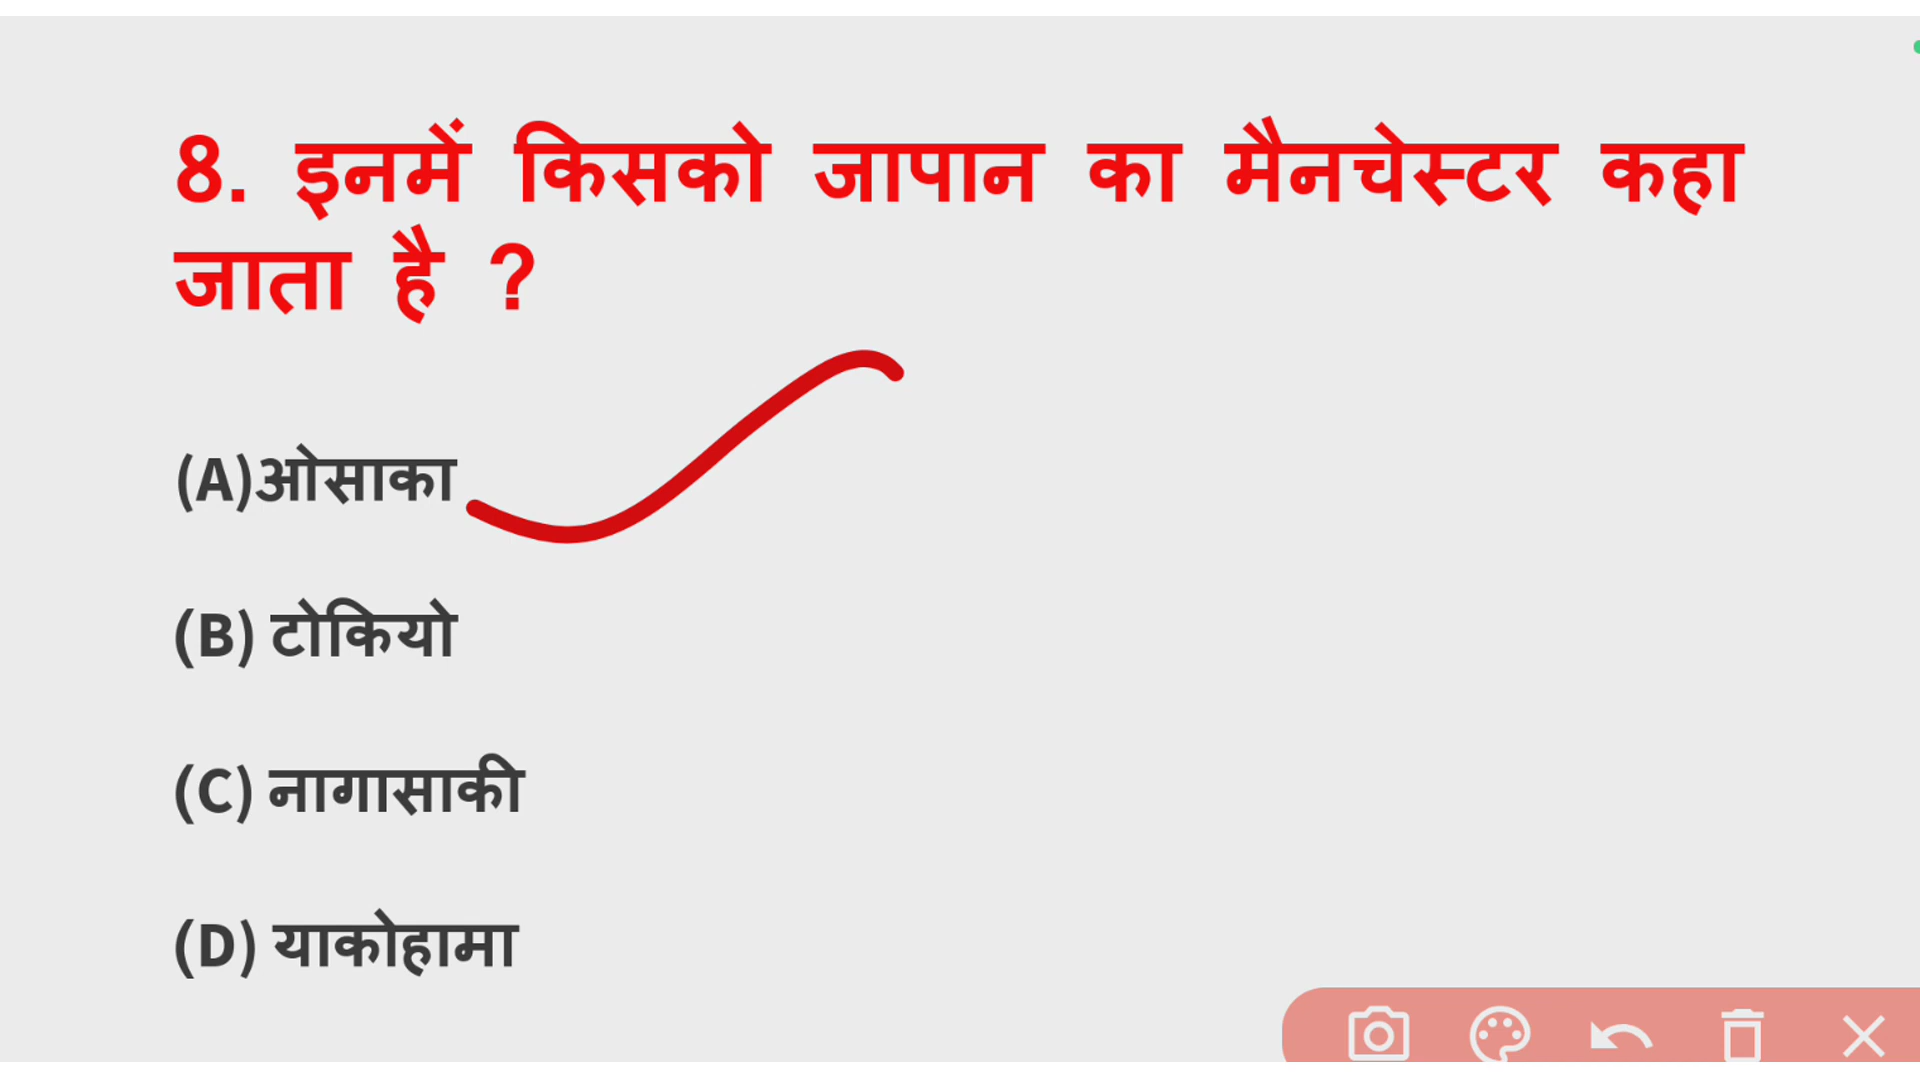 8. इनमें किसको जापान का मैनचेस्टर कहा
जाता है ?
(A)ओसाका
(B) टोकियो
(C) नागासाकी
(D) याकोहामा